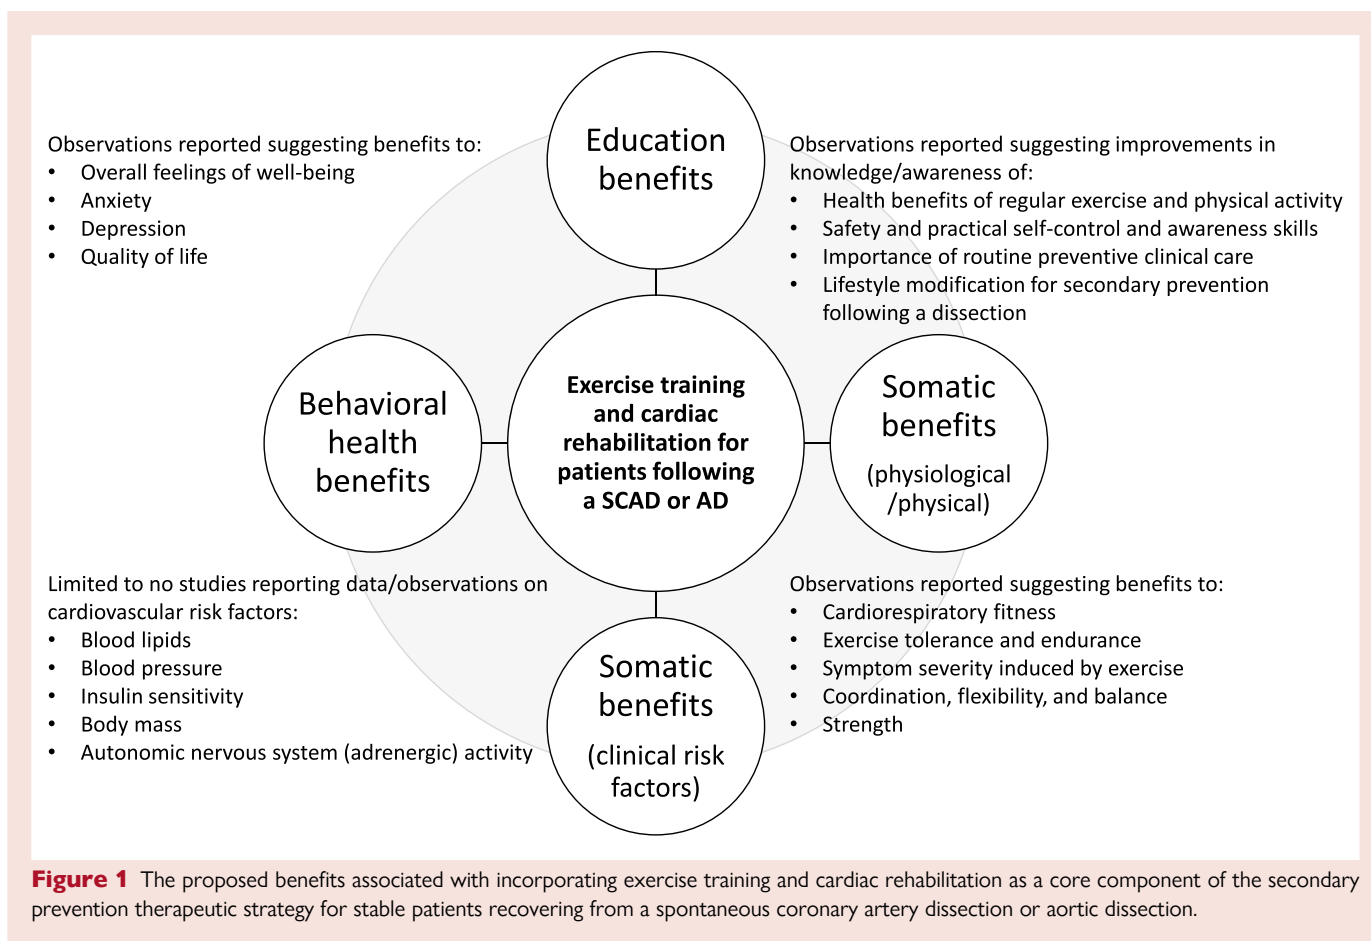 Education
benefits
Observations reported suggesting benefits to:
• Overall feelings of well-being
• Anxiety
• Depression
• Quality of life
Observations reported suggesting improvements in
knowledge/awareness of:
• Health benefits of regular exercise and physical activity
• Safety and practical self-control and awareness skills
• Importance of routine preventive clinical care
• Lifestyle modification for secondary prevention
following a dissection
Behavioral
health
benefits
Exercise training
and cardiac
rehabilitation for
patients following
a SCAD or AD
Somatic
benefits
(physiological
/physical)
Limited to no studies reporting data/observations on
cardiovascular risk factors:
• Blood lipids
• Blood pressure
• Insulin sensitivity
• Body mass
• Autonomic nervous system (adrenergic) activity
Somatic
benefits
(clinical risk
factors)
Observations reported suggesting benefits to:
• Cardiorespiratory fitness
• Exercise tolerance and endurance
• Symptom severity induced by exercise
• Coordination, flexibility, and balance
• Strength
Figure 1 The proposed benefits associated with incorporating exercise training and cardiac rehabilitation as a core component of the secondary
prevention therapeutic strategy for stable patients recovering from a spontaneous coronary artery dissection or aortic dissection.